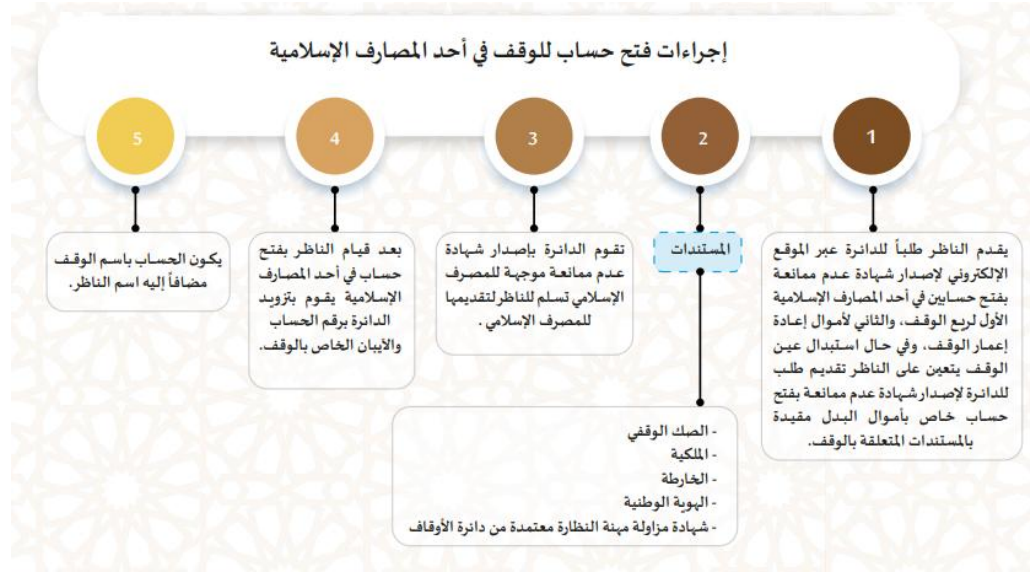 إجراءات فتح حساب للوقف في أحد المصارف الإسلامية
1
يقدم الناظر طلباً للدائرة عبر الموقع
الإلكتروني لإصدار شهادة عدم ممانعة
بفتح حسابين في أحد المصارف الإسلامية
الأول لريع الوقف، والثاني لأموال إعادة
إعمار الوقف، وفي حال استبدال عين
الوقف يتعين على الناظر تقديم طلب
للدائرة لإصدار شهادة عدم ممانعة بفتح
حساب خاص بأموال البدل مقيدة
بالمستندات المتعلقة بالوقف.
2
المستندات
- الصك الوقفي
- الملكية
- الخارطة
- الهوية الوطنية
- شهادة مزاولة مهنة النظارة معتمدة من دائرة الأوقاف
3
تقوم الدائرة بإصدار شهادة
عدم ممانعة موجهة للمصرف
الإسلامي تسلم للناظر لتقديمها
للمصرف الإسلامي .
4
بعد قيام الناظر بفتح
حساب في أحد المصارف
الإسلامية يقوم بتزويد
الدائرة برقم الحساب
والآيبان الخاص بالوقف.
5
يكون الحساب باسم الوقف
مضافاً إليه اسم الناظر.